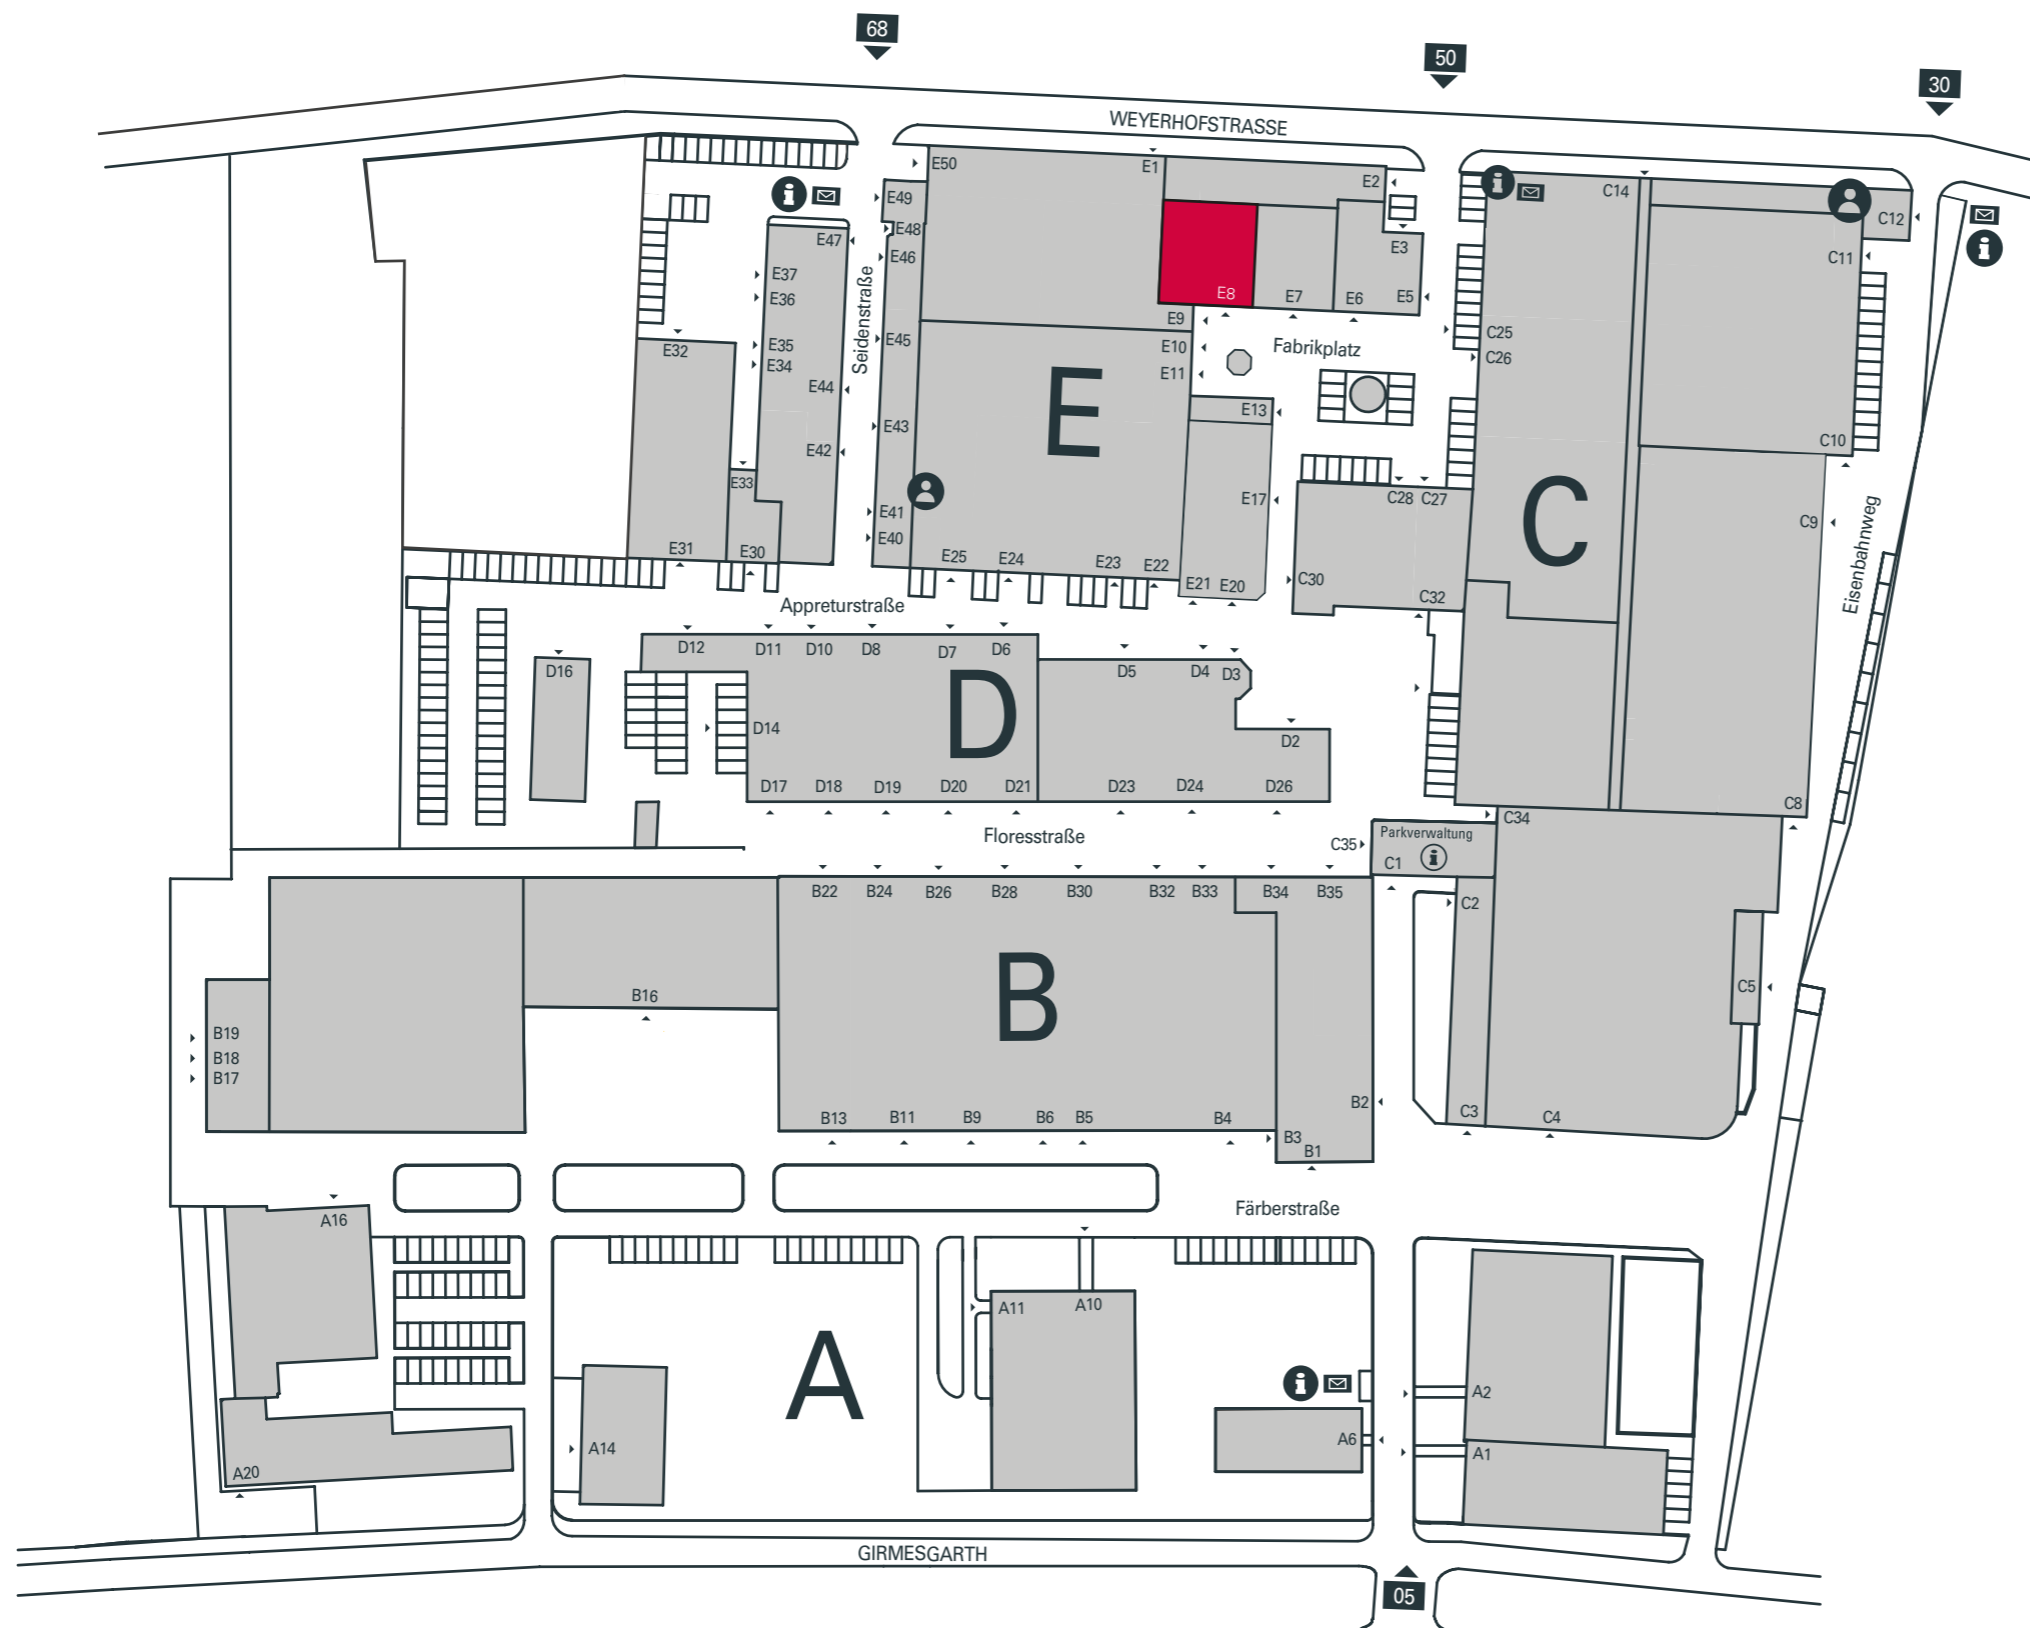 68
50
30
WEYERHOFSTRASSE
E50
E1
E2
C14
E49
C12
E48
E47
E46
E3
C11
E37
E36
E8
E7
E6
E5
Seidenstraße
E9
E45
E35
E34
E32
E10
E11
Fabrikplatz
C25
C26
E44
E
E13
E43
E42
C10
E33
E17
C28
C27
C
C9
Eisenbahnweg
E41
E40
E31
E30
E25
E24
E23
E22
E21
E20
C30
C32
Appreturstraße
D12
D11
D10
D8
D7
D6
D5
D4
D3
D16
D
D14
D2
D17
D18
D19
D20
D21
D23
D24
D26
C8
C34
Floresstraße
Parkverwaltung
C35
C1
B22
B24
B26
B28
B30
B32
B33
B34
B35
C2
B
B16
C5
B19
B18
B17
B2
B13
B11
B9
B6
B5
B4
B3
B1
C3
C4
Färberstraße
A16
A11
A10
A
A2
A14
A6
A1
A20
GIRMESGARTH
05